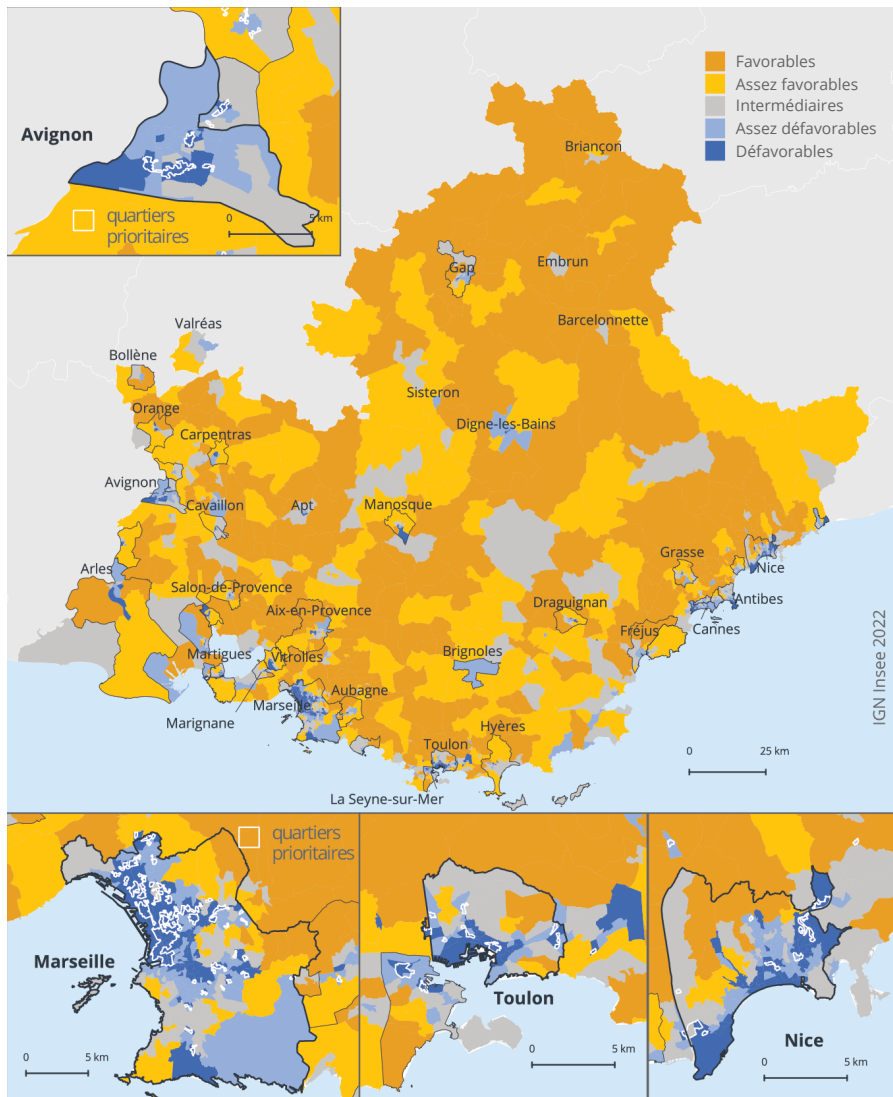 Avignon
quartiers
prioritaires
0
5 km
Favorables
Assez favorables
Intermédiaires
Assez défavorables
Défavorables
Briançon
Gap
Embrun
Barcelonnette
Valréas
Bollène
Sisteron
Orange
Digne-les-Bains
Carpentras
Avignon
Cavaillon
Apt
Manosque
Grasse
Nice
Arles
Salon-de-Provence
Aix-en-Provence
Draguignan
Antibes
Cannes
Fréjus
Martigues
Vitrolles
Brignoles
Marignane
Marseille
Aubagne
Hyères
Toulon
La Seyne-sur-Mer
0
25 km
IGN Insee 2022
quartiers
prioritaires
Marseille
0
5 km
Toulon
0
5 km
Nice
0
5 km